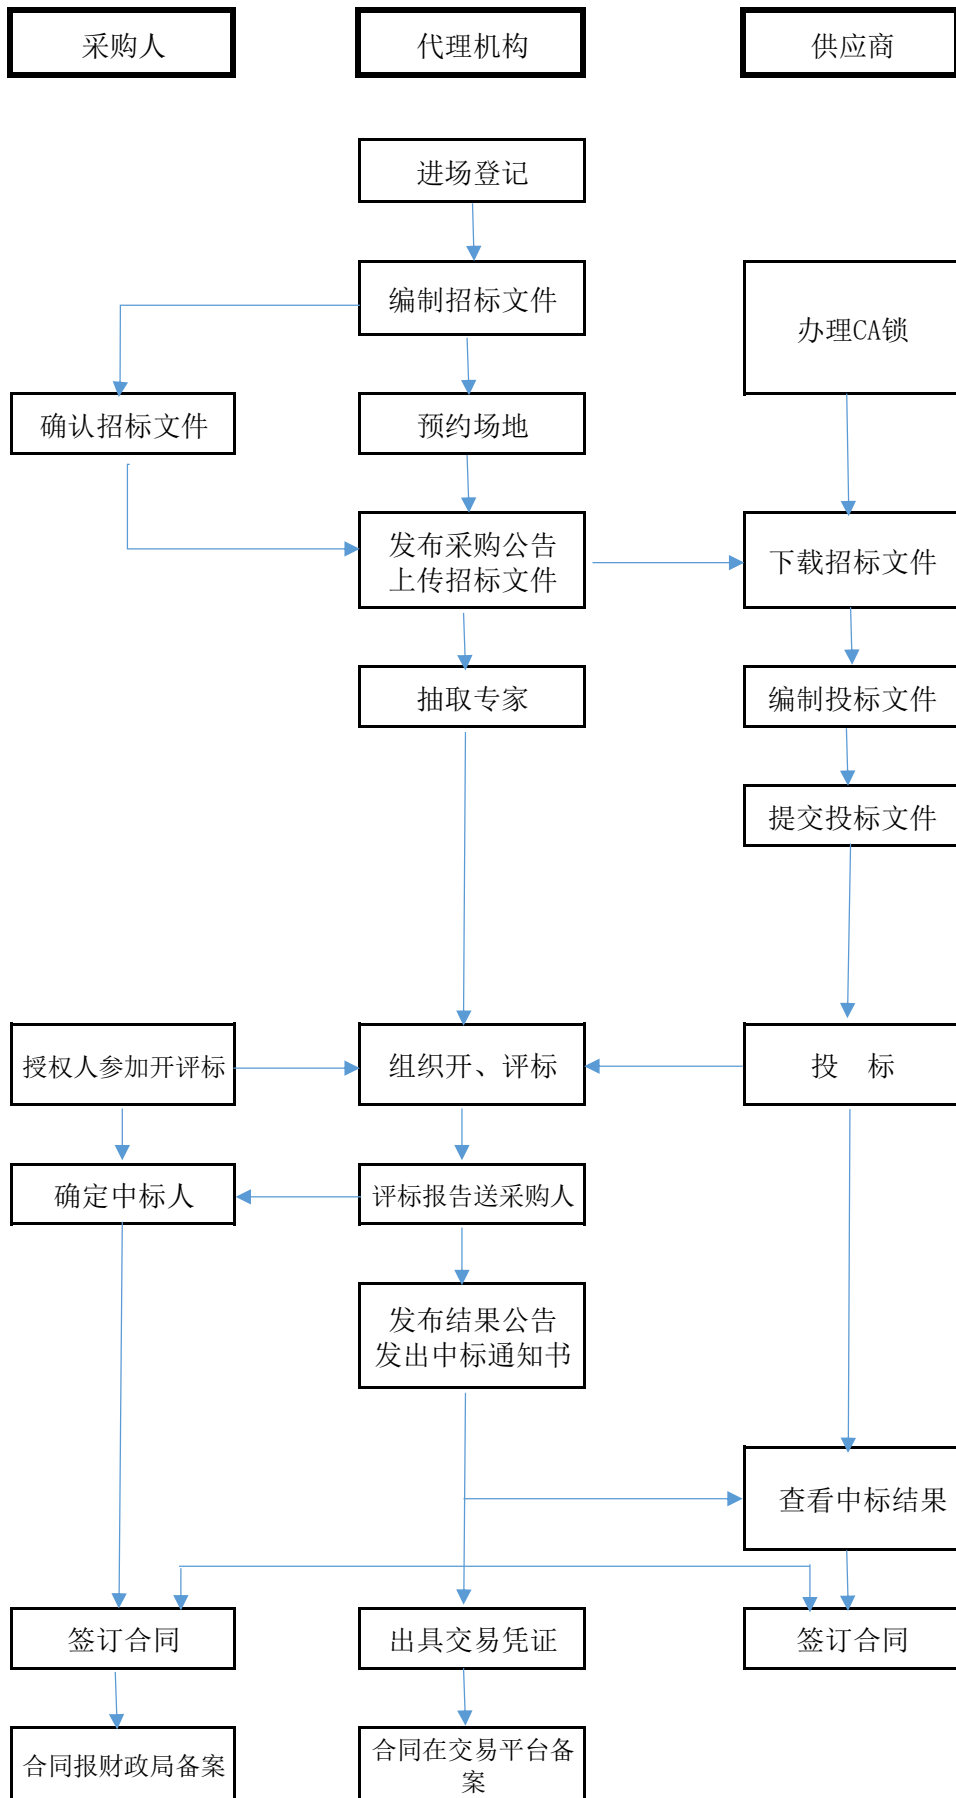 采购人
代理机构
供应商
进场登记
编制招标文件
办理CA锁
确认招标文件
预约场地
发布采购公告
上传招标文件
下载招标文件
抽取专家
编制投标文件
提交投标文件
授权人参加开评标
组织开、评标
投　标
确定中标人
评标报告送采购人
发布结果公告
发出中标通知书
查看中标结果
签订合同
出具交易凭证
签订合同
合同报财政局备案
合同在交易平台备
案